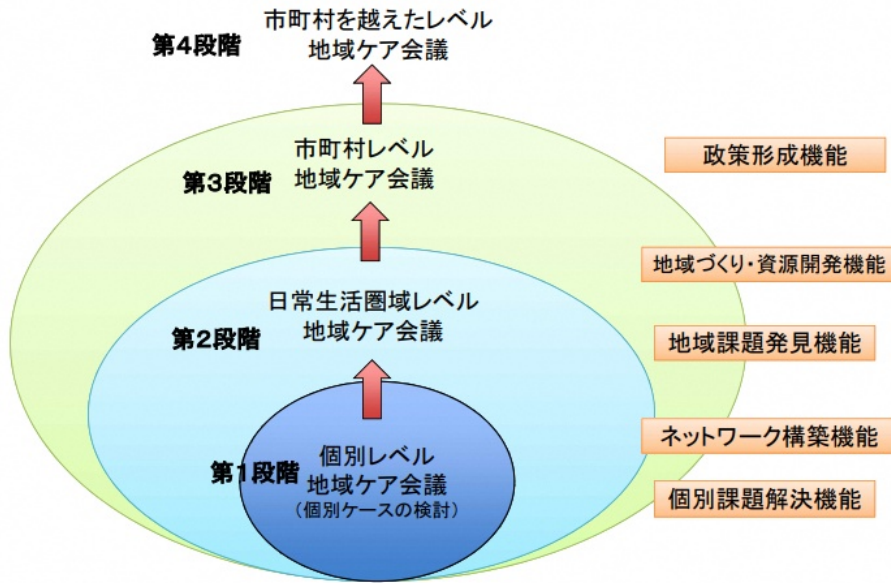 市町村を越えたレベル
第4段階
地域ケア会議
市町村レベル
政策形成機能
第3段階
地域ケア会議
地域づくり・資源開発機能
日常生活圏域レベル
第2段階
地域ケア会議
地域課題発見機能
ネットワーク構築機能
個別レベル
第1段階
地域ケア会議
(個別ケースの検討)
個別課題解決機能